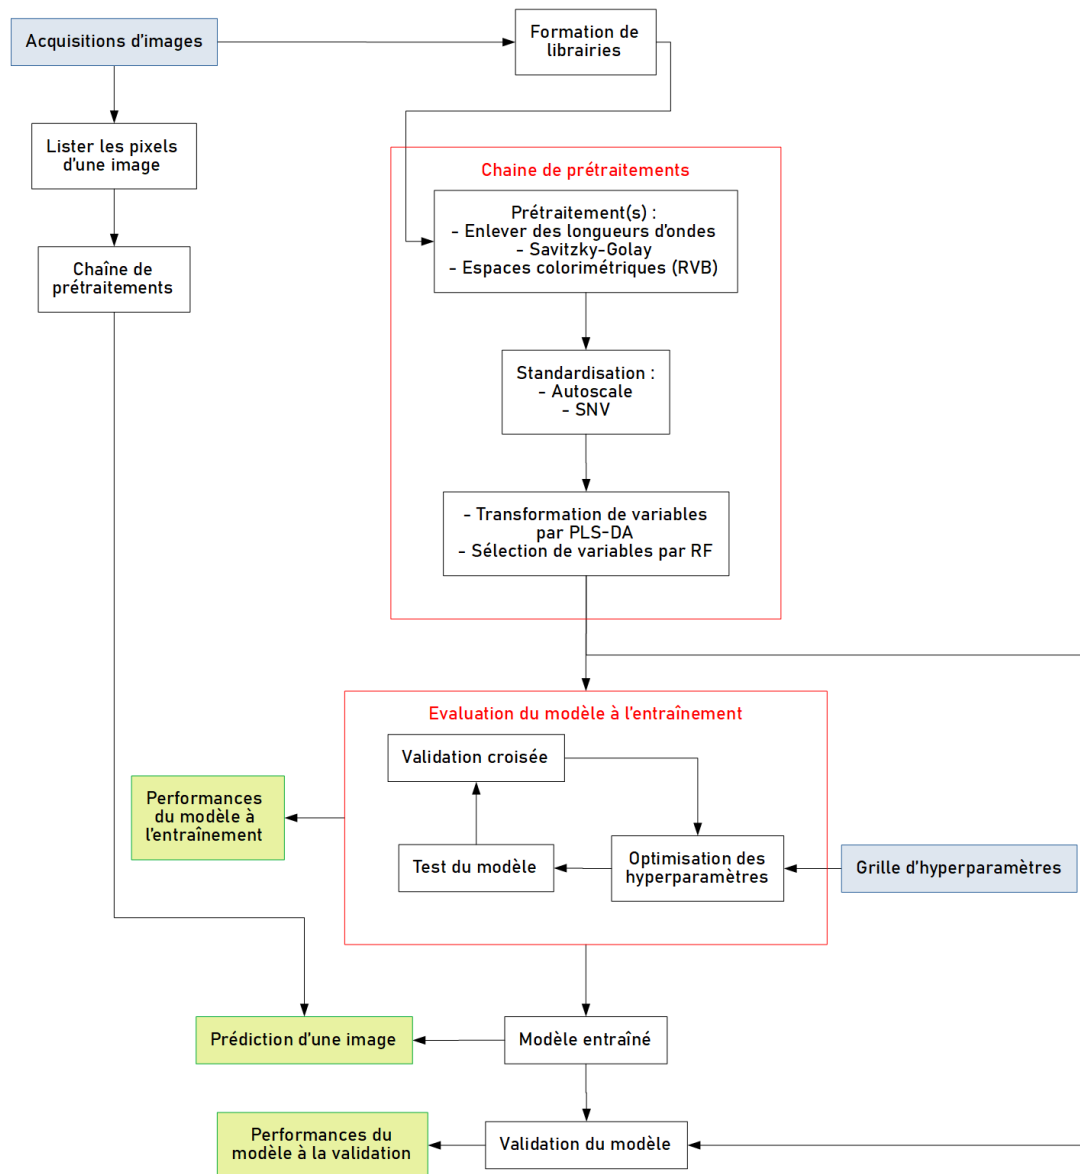 Acquisitions d'images
Formation de
librairies
Lister les pixels
d'une image
Chaîne de
prétraitements
Chaine de prétraitements
Prétraitement(s) :
- Enlever des longueurs d'ondes
- Savitzky-Golay
- Espaces colorimétriques (RVB)
Standardisation :
- Autoscale
- SNV
- Transformation de variables
par PLS-DA
- Sélection de variables par RF
Evaluation du modèle à l'entraînement
Validation croisée
Performances
du modèle à
l'entraînement
Test du modèle
Optimisation des
hyperparamètres
Grille d'hyperparamètres
Prédiction d'une image
Modèle entraîné
Performances du
modèle à la validation
Validation du modèle